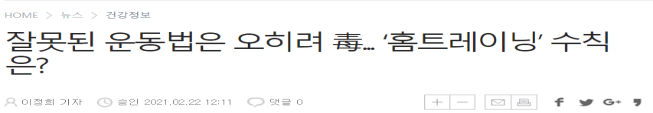 HOME > 뉴스 > 건강정보
잘못된 운동법은 오히려 毒... ‘홈트레이닝’ 수칙
은?
이정희 기자 승인 2021.02.22 12:11 댓글 0